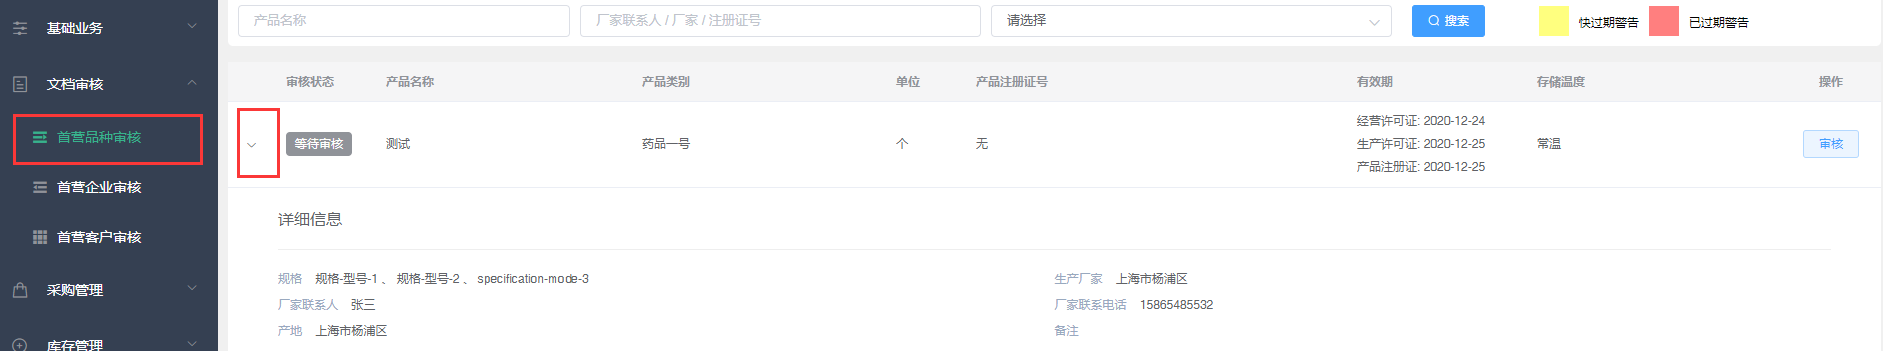 基础业务
文档审核
首营品种审核
首营企业审核
首营客户审核
采购管理
库存管理
产品名称
厂家联系人 / 厂家 / 注册证号
请选择
搜索
快过期警告
已过期警告
审核状态 产品名称 产品类别 单位 产品注册证号 有效期 存储温度 操作
等待审核 测试 药品一号 个 无
经营许可证: 2020-12-24
生产许可证: 2020-12-25
产品注册证: 2020-12-25
常温
审核
详细信息
规格 规格-型号-1 、 规格-型号-2 、 specification-mode-3
生产厂家 上海市杨浦区
厂家联系人 张三
厂家联系电话 15865485532
产地 上海市杨浦区
备注